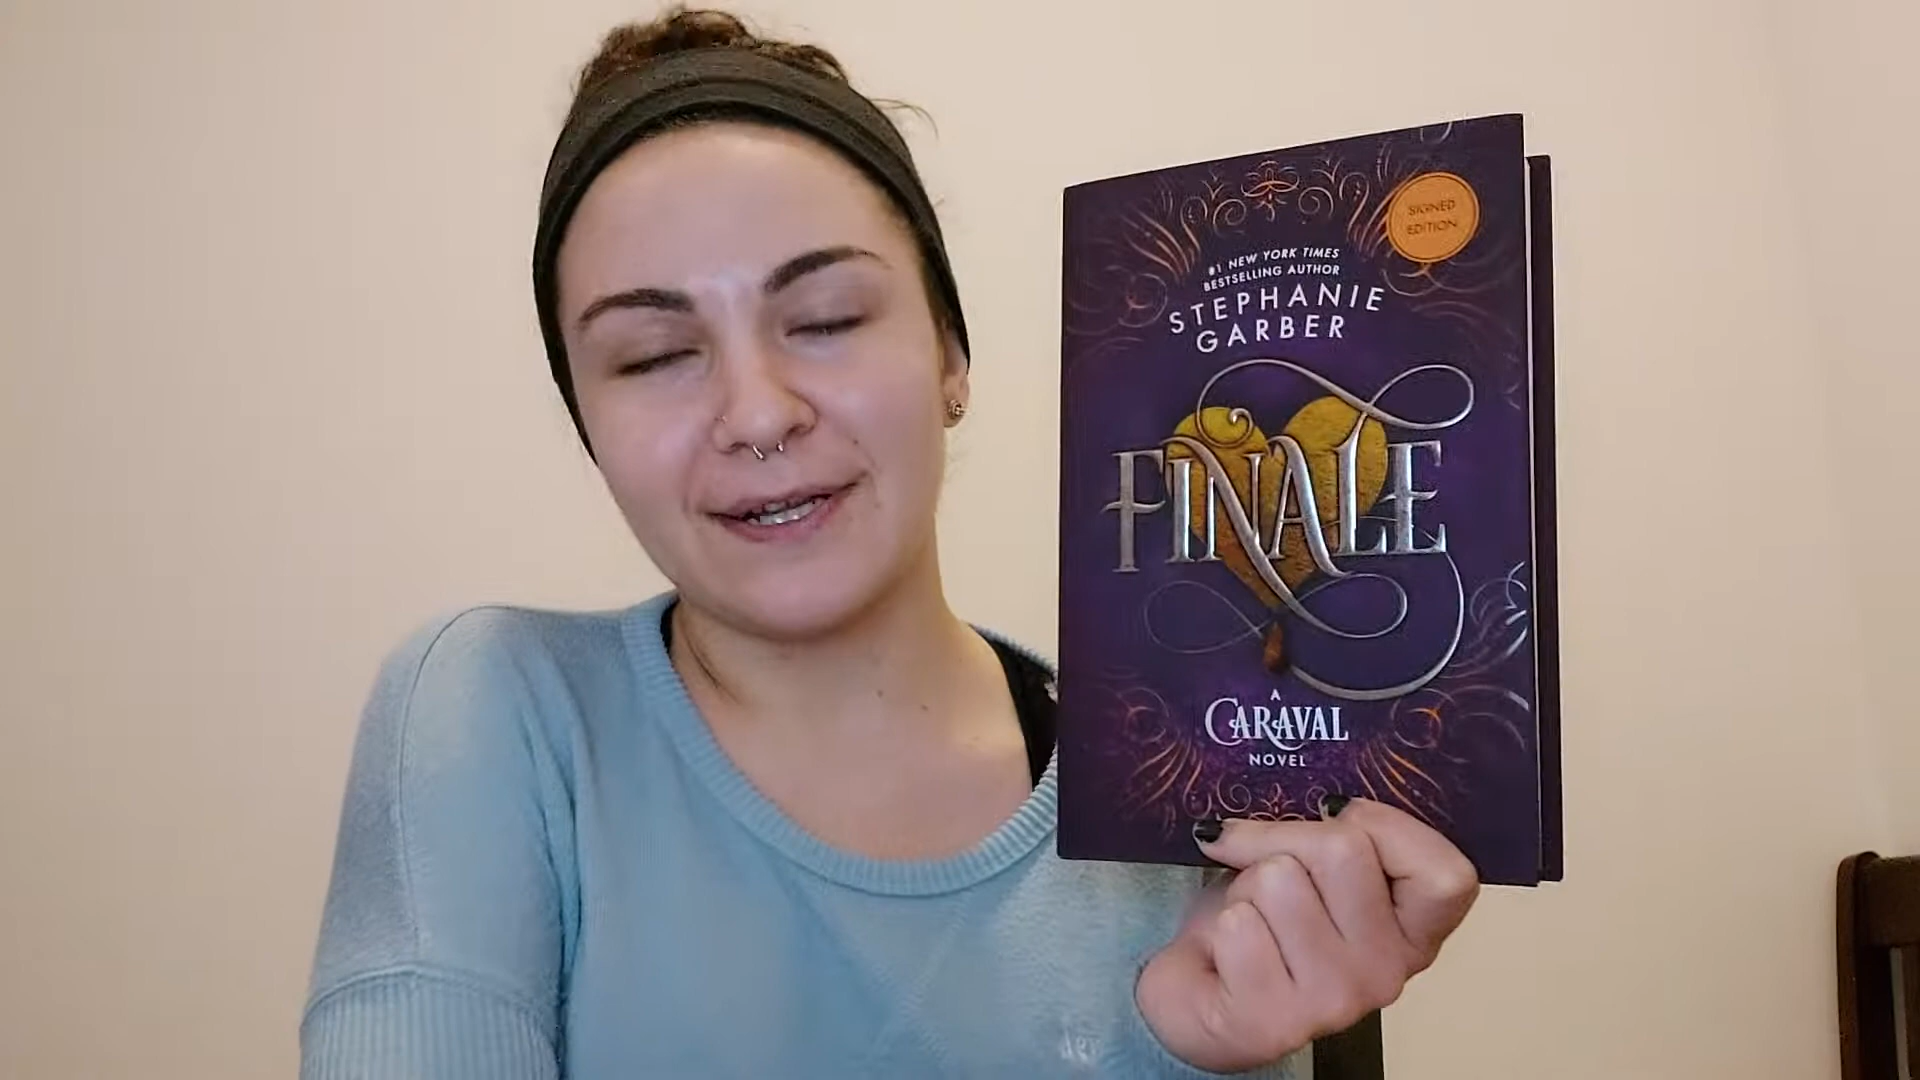 SIGNED
EDITION
#1 NEW YORK TIMES
BESTSELLING AUTHOR
STEPHANIE
GARBER
FINALE
A
CARAVAL
NOVEL